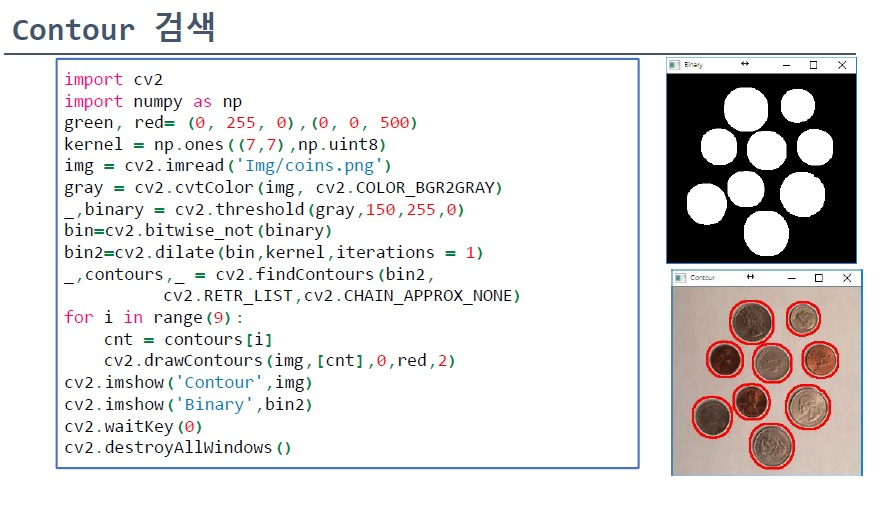 Contour 검색
import cv2
import numpy as np
green, red= (0, 255, 0),(0, 0, 500)
kernel = np.ones((7,7),np.uint8)
img = cv2.imread('Img/coins.png')
gray = cv2.cvtColor(img, cv2.COLOR_BGR2GRAY)
_,binary = cv2.threshold(gray,150,255,0)
bin=cv2.bitwise_not(binary)
bin2=cv2.dilate(bin,kernel,iterations = 1)
_,contours,_ = cv2.findContours(bin2,
cv2.RETR_LIST,cv2.CHAIN_APPROX_NONE)
for i in range(9):
cnt = contours[i]
cv2.drawContours(img,[cnt],0,red,2)
cv2.imshow('Contour',img)
cv2.imshow('Binary',bin2)
cv2.waitKey(0)
cv2.destroyAllWindows()
Binary
Contour